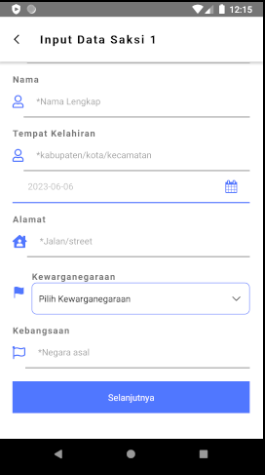 12:15
Input Data Saksi 1
Nama
*Nama Lengkap
Tempat Kelahiran
*kabupaten/kota/kecamatan
2023-06-06
Alamat
*Jalan/street
Kewarganegaraan
Pilih Kewarganegaraan
Kebangsaan
*Negara asal
Selanjutnya